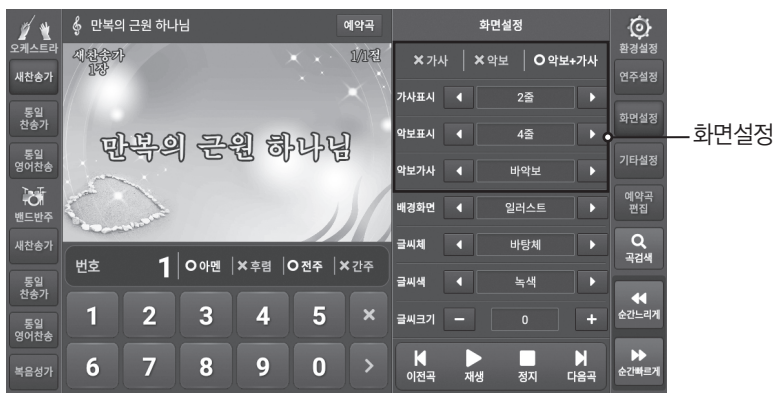 오케스트라
새찬송가
통일
찬송가
통일
영어찬송
밴드반주
새찬송가
통일
찬송가
통일
영어찬송
복음성가
만복의 근원 하나님
예약곡
새찬송가
1장
1/1절
만복의 근원 하나님
번호 1 O아멘 ×후렴 O전주 ×간주
1 2 3 4 5 ×
6 7 8 9 0 >
화면설정
×가사 ×악보 O악보+가사
가사표시 2줄
악보표시 4줄
악보가사 바악보
배경화면 일러스트
글씨체 바탕체
글씨색 녹색
글씨크기 - 0 +
이전곡 재생 정지 다음곡
환경설정
연주설정
화면설정
기타설정
예약곡
편집
곡검색
순간느리게
순간빠르게
화면설정